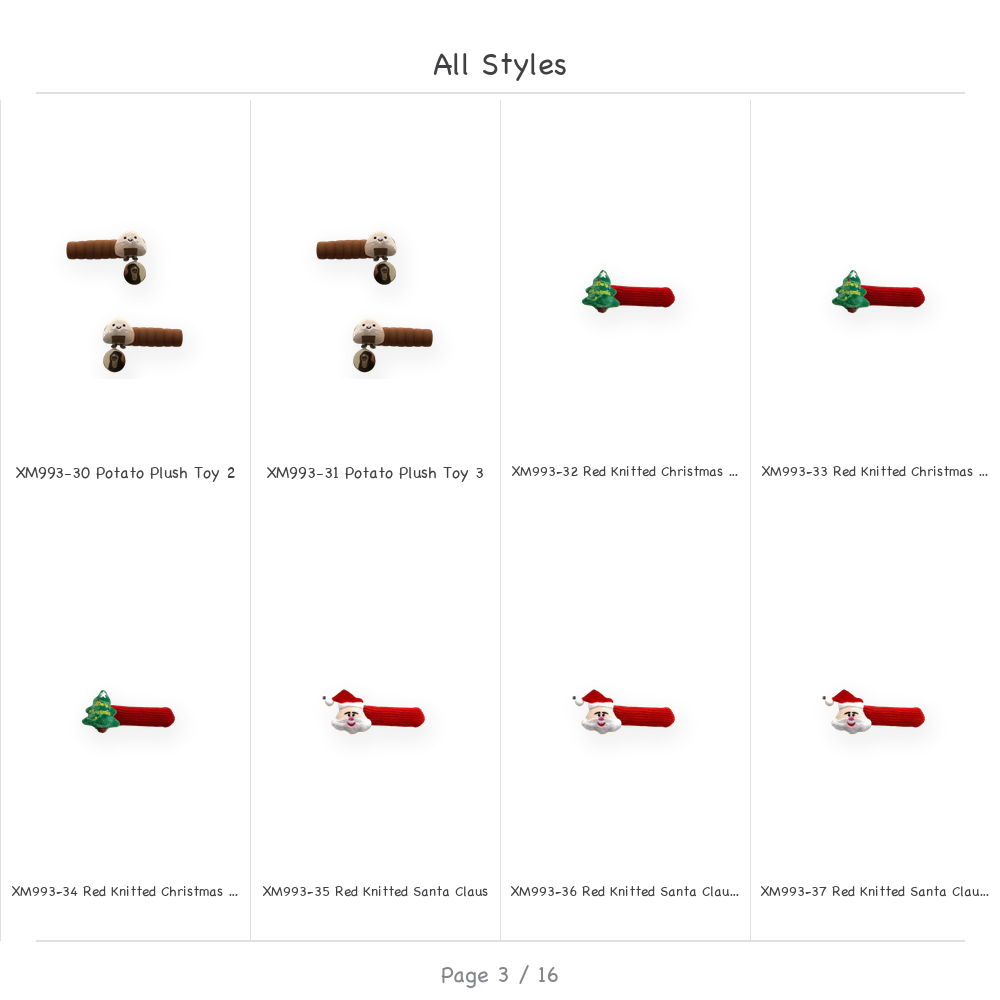 All Styles
XM993-30 Potato Plush Toy 2
XM993-31 Potato Plush Toy 3
XM993-32 Red Knitted Christmas ...
XM993-33 Red Knitted Christmas ...
XM993-34 Red Knitted Christmas ...
XM993-35 Red Knitted Santa Claus
XM993-36 Red Knitted Santa Clau...
XM993-37 Red Knitted Santa Clau...
Page 3 / 16